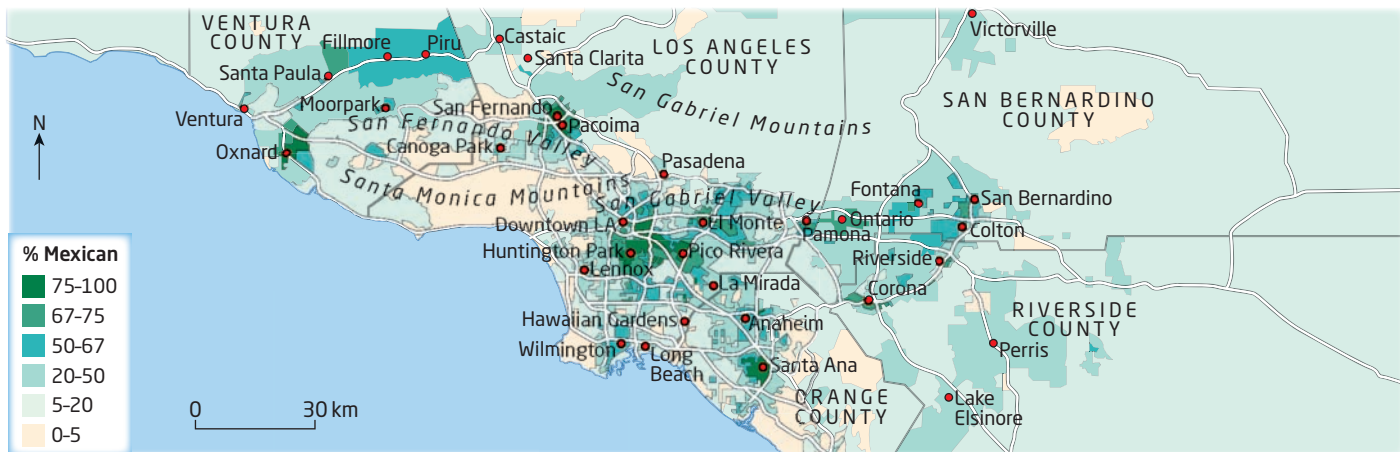 VENTURA
COUNTY
Fillmore
Piru
Castaic
Santa Clarita
LOS ANGELES
COUNTY
Victorville
Santa Paula
San Gabriel Mountains
Moorpark
San Fernando
SAN BERNARDINO
COUNTY
Ventura
Pacoima
San Fernando Valley
N
Oxnard
Canoga Park
Pasadena
Santa Monica Mountains
San Gabriel Valley
Fontana
San Bernardino
Downtown LA
El Monte
Pamona
Ontario
Colton
Huntington Park
Pico Rivera
Riverside
Lennox
La Mirada
Corona
Hawaiian Gardens
Anaheim
RIVERSIDE
COUNTY
Wilmington
Long
Beach
Perris
Santa Ana
ORANGE
COUNTY
Lake
Elsinore
% Mexican
75-100
67-75
50-67
20-50
5-20
0-5
0 30 km